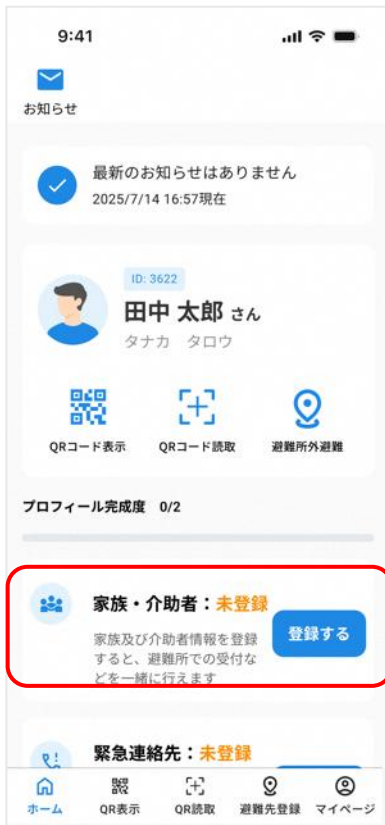 9:41
お知らせ
最新のお知らせはありません
2025/7/14 16:57現在
ID: 3622
田中 太郎 さん
タナカ　タロウ
QRコード表示
QRコード読取
避難所外避難
プロフィール完成度 0/2
家族・介助者：未登録
家族及び介助者情報を登録
すると、避難所での受付な
どを一緒に行えます
登録する
緊急連絡先：未登録
ホーム
QR表示
QR読取
避難先登録
マイページ